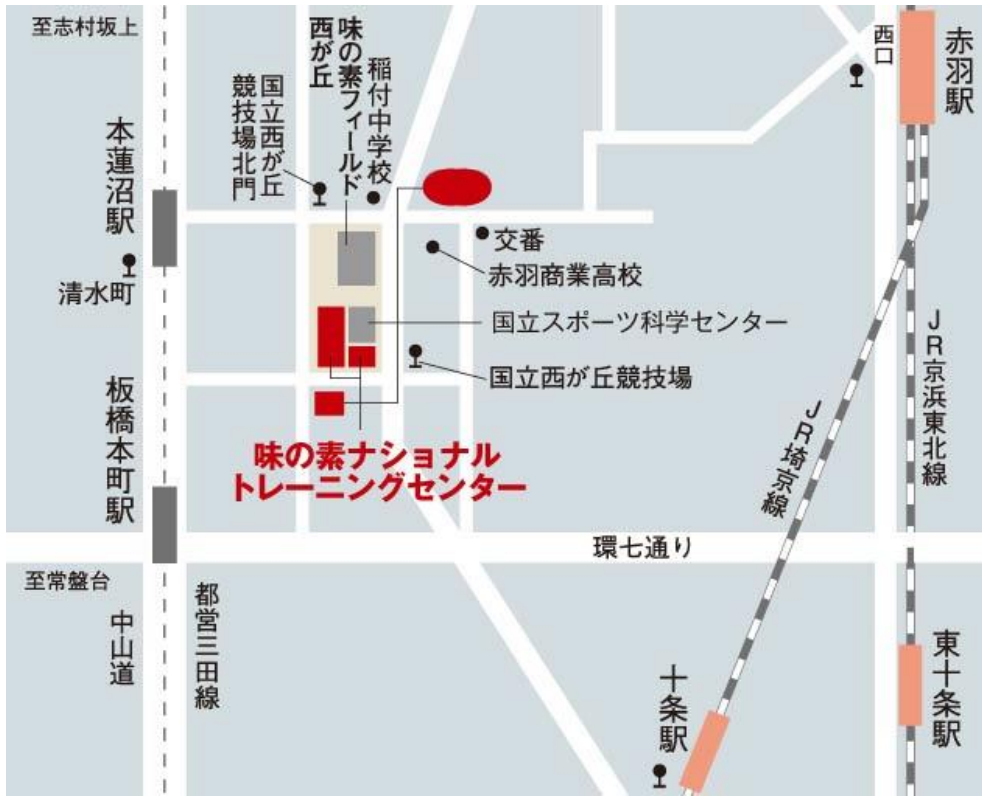 至志村坂上
本蓮沼駅
清水町
板橋本町駅
至常盤台
中山道
都営三田線
国立西が丘
競技場北門
味の素フィールド
西が丘
稲付中学校
交番
赤羽商業高校
国立スポーツ科学センター
国立西が丘競技場
味の素ナショナル
トレーニングセンター
環七通り
西口
赤羽駅
JR京浜東北線
JR埼京線
十条駅
東十条駅